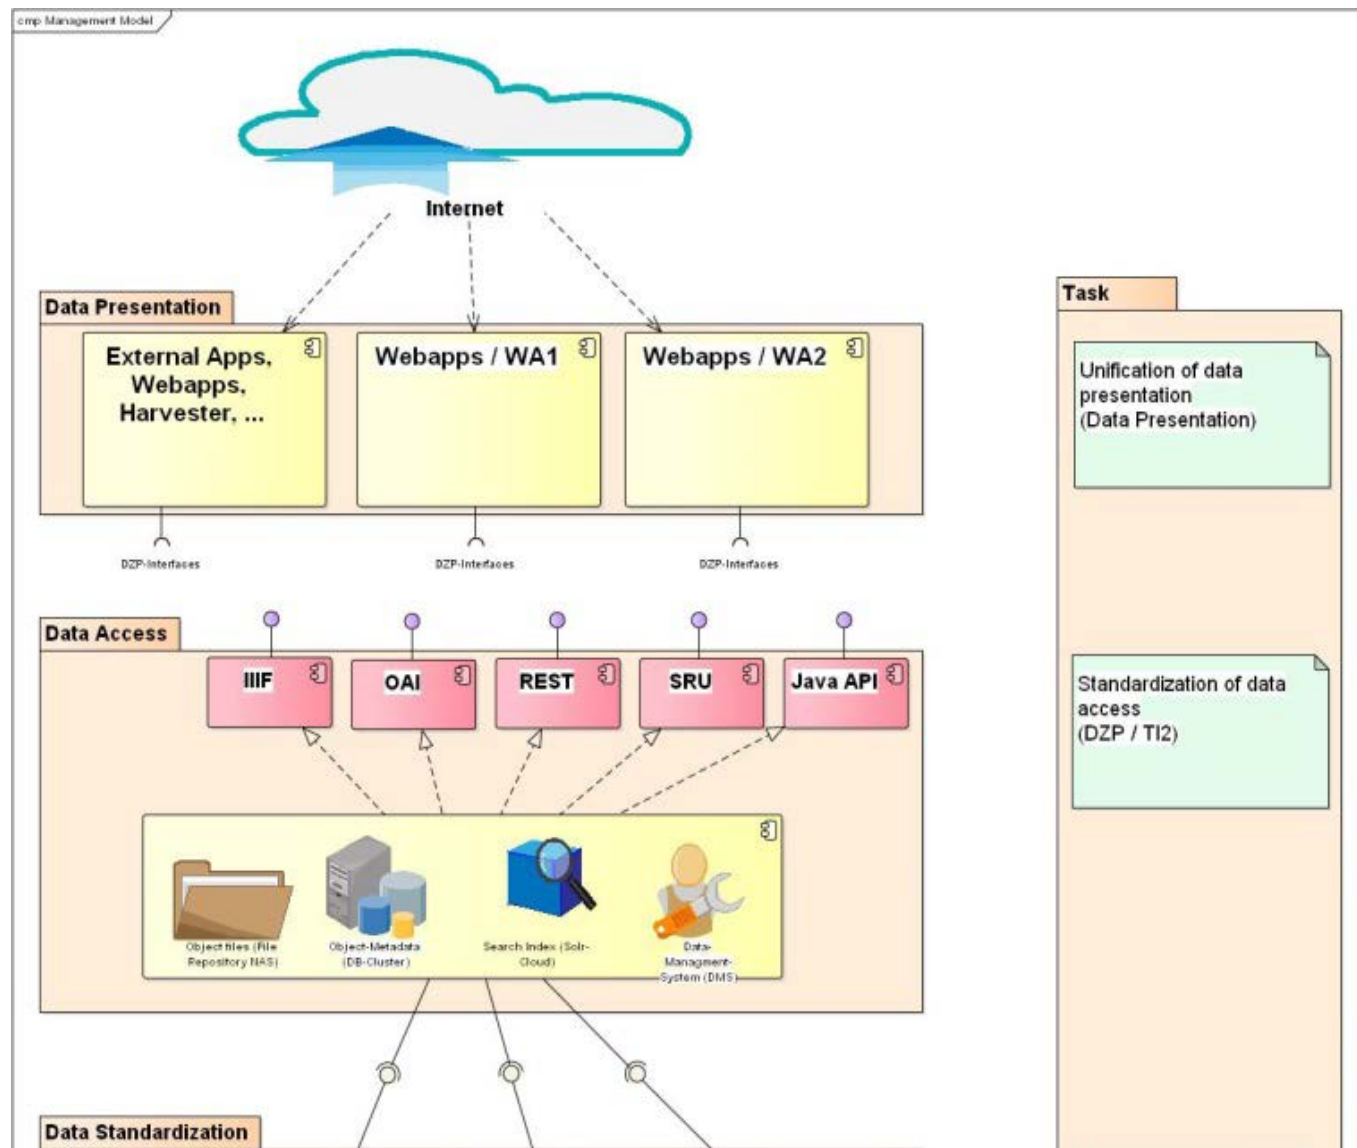 cmp Management Model
Internet
Data Presentation
External Apps,
Webapps,
Harvester, ...
Webapps / WA1
Webapps / WA2
DZP-Interfaces
DZP-Interfaces
DZP-Interfaces
Task
Unification of data
presentation
(Data Presentation)
Data Access
IIIF
OAI
REST
SRU
Java API
Standardization of data
access
(DZP / TI2)
Object files (File
Repository NAS)
Object-Metadata
(DB-Cluster)
Search Index (Solr-
Cloud)
Data-
Managment-
System (DMS)
Data Standardization